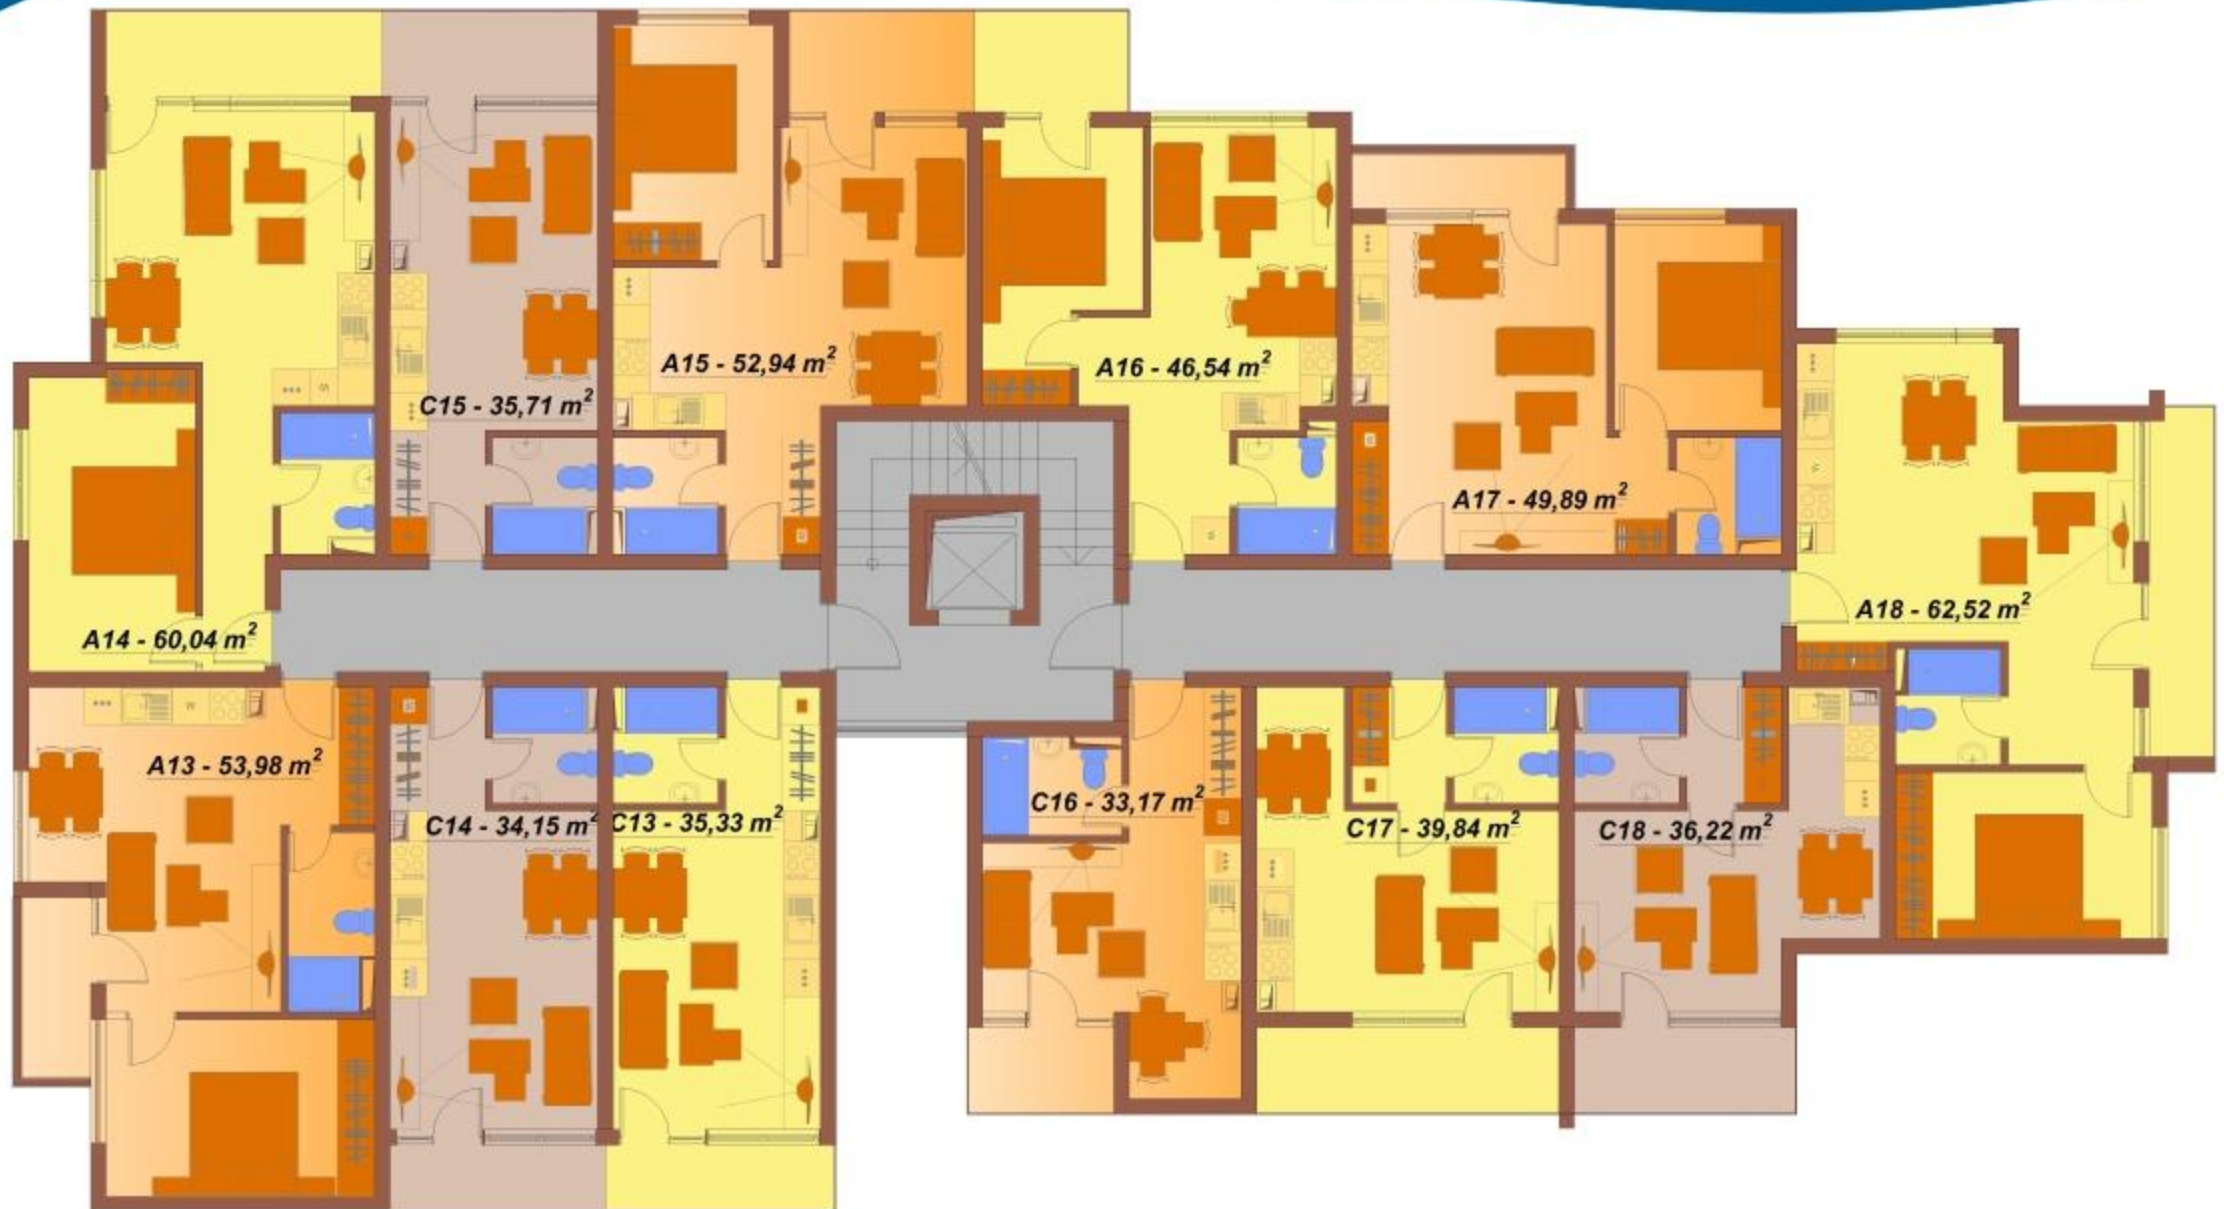 A15 - 52,94 m²
A16 - 46,54 m²
C15 - 35,71 m²
A17 - 49,89 m²
A14 - 60,04 m²
A18 - 62,52 m²
A13 - 53,98 m²
C14 - 34,15 m²
C13 - 35,33 m²
C16 - 33,17 m²
C17 - 39,84 m²
C18 - 36,22 m²